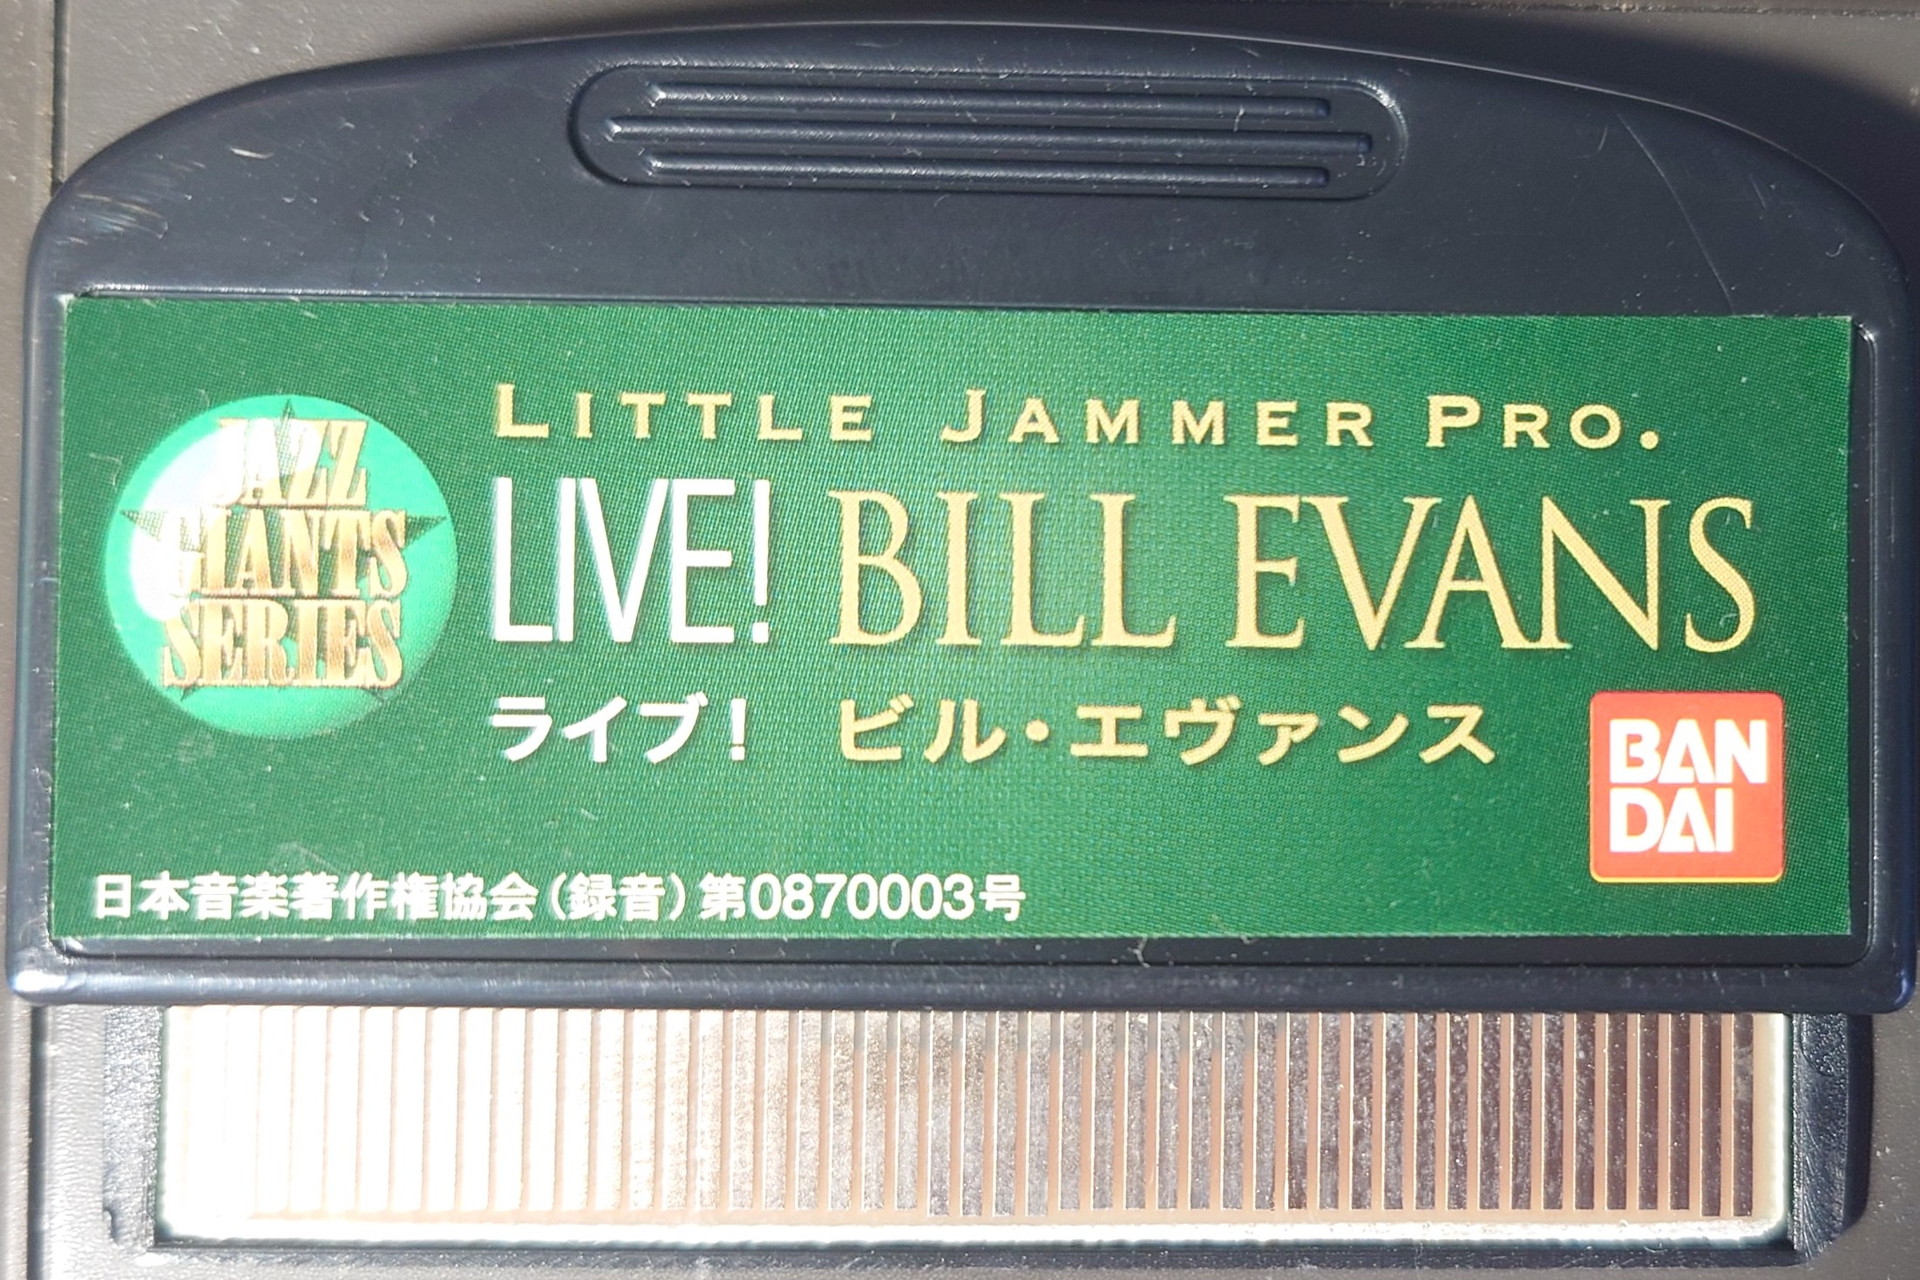 JAZZ
GIANTS
SERIES
LITTLE JAMMER PRO.
LIVE! BILL EVANS
ライブ! ビル・エヴァンス
BAN
DAI
日本音楽著作権協会(録音)第0870003号